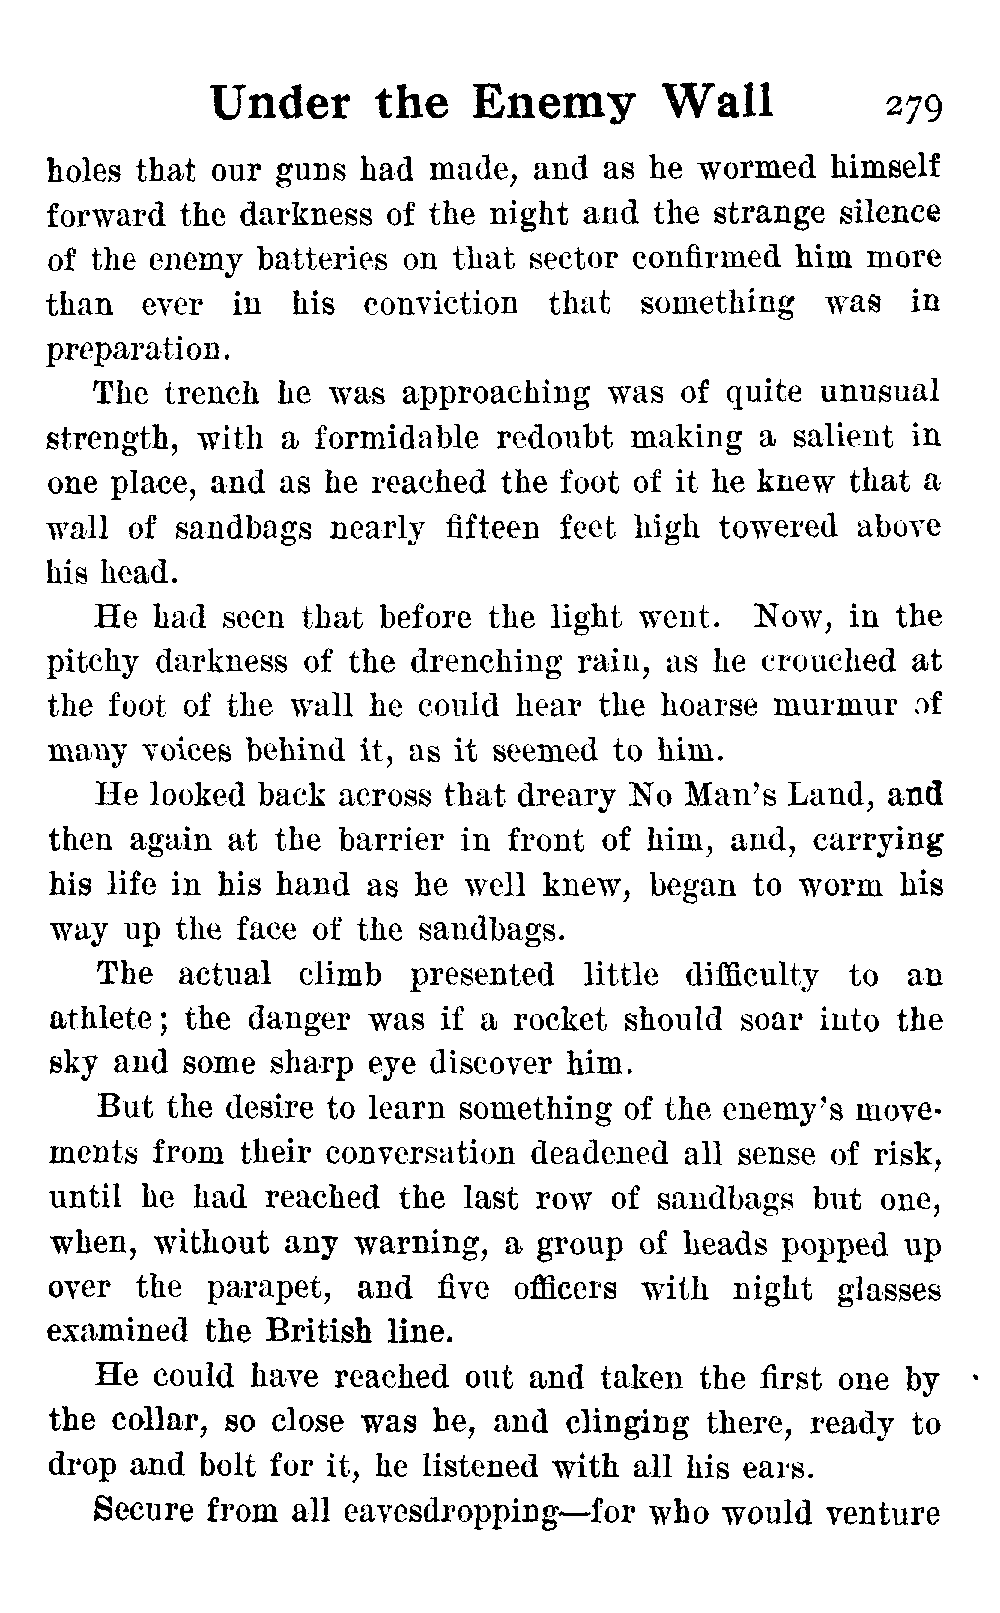 Under the Enemy Wall 279
holes that our guns had made, and as he wormed himself
forward the darkness of the night and the strange silence
of the enemy batteries on that sector confirmed him more
than ever in his conviction that something was in
preparation.
The trench he was approaching was of quite unusual
strength, with a formidable redoubt making a salient in
one place, and as he reached the foot of it he knew that a
wall of sandbags nearly fifteen feet high towered above
his head.
He had seen that before the light went. Now, in the
pitchy darkness of the drenching rain, as he crouched at
the foot of the wall he could hear the hoarse murmur of
many voices behind it, as it seemed to him.
He looked back across that dreary No Man's Land, and
then again at the barrier in front of him, and, carrying
his life in his hand as he well knew, began to worm his
way up the face of the sandbags.
The actual climb presented little difficulty to an
athlete; the danger was if a rocket should soar into the
sky and some sharp eye discover him.
But the desire to learn something of the enemy's move-
ments from their conversation deadened all sense of risk,
until he had reached the last row of sandbags but one,
when, without any warning, a group of heads popped up
over the parapet, and five officers with night glasses
examined the British line.
He could have reached out and taken the first one by
the collar, so close was he, and clinging there, ready to
drop and bolt for it, he listened with all his ears.
Secure from all eavesdropping—for who would venture